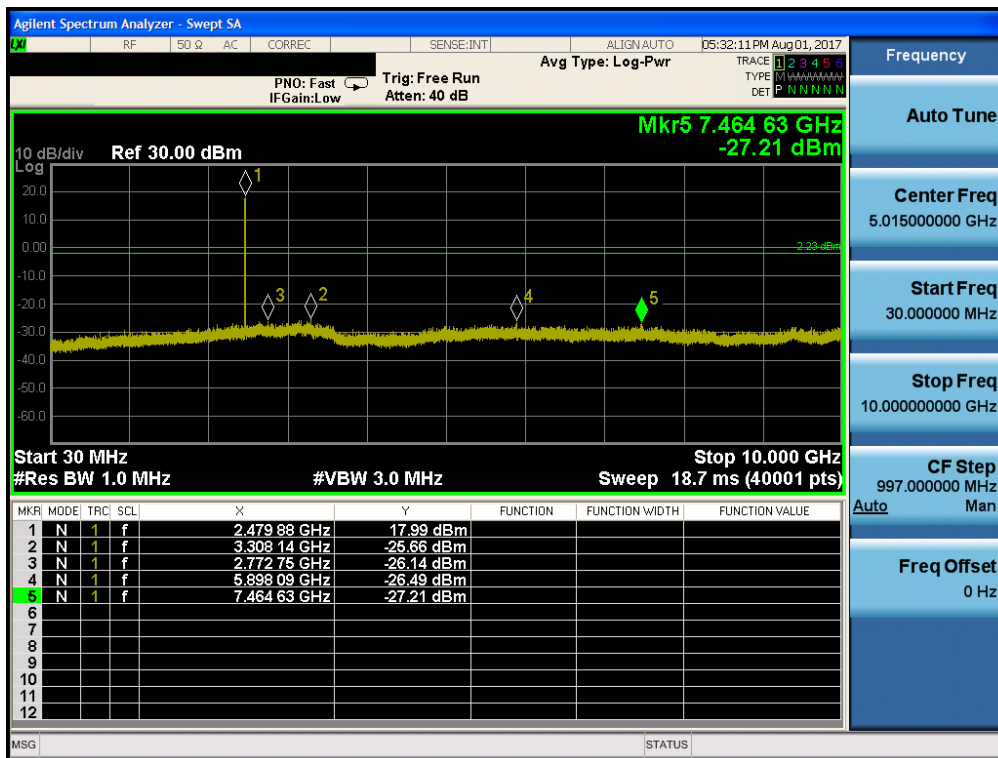 Agilent Spectrum Analyzer - Swept SA
LXI RF 50 Ω AC CORREC SENSE:INT ALIGN AUTO 05:32:11 PM Aug 01, 2017
Frequency
Avg Type: Log-Pwr TRACE 1 2 3 4 5 6
PNO: Fast Trig: Free Run TYPE M
IFGain:Low Atten: 40 dB DET P N N N N N
Auto Tune
Mkr5 7.464 63 GHz
-27.21 dBm
10 dB/div Ref 30.00 dBm
Log
20.0
10.0
0.00
-10.0
-20.0
-30.0
-40.0
-50.0
-60.0
1
3
2
4
5
-2.23 dBm
Start 30 MHz Stop 10.000 GHz
#Res BW 1.0 MHz #VBW 3.0 MHz Sweep 18.7 ms (40001 pts)
Center Freq
5.015000000 GHz
Start Freq
30.000000 MHz
Stop Freq
10.000000000 GHz
CF Step
997.000000 MHz
Auto Man
Freq Offset
0 Hz
MKR MODE TRC SCL X Y FUNCTION FUNCTION WIDTH FUNCTION VALUE
1 N 1 f 2.479 88 GHz 17.99 dBm
2 N 1 f 3.308 14 GHz -25.66 dBm
3 N 1 f 2.772 75 GHz -26.14 dBm
4 N 1 f 5.898 09 GHz -26.49 dBm
5 N 1 f 7.464 63 GHz -27.21 dBm
6
7
8
9
10
11
12
MSG STATUS